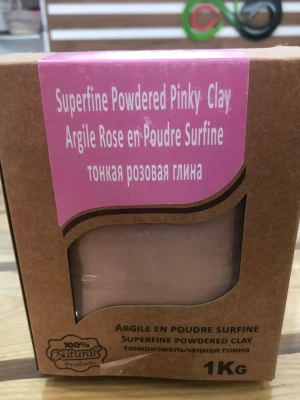 Superfine Powdered Pinky Clay
Argile Rose en Poudre Surfine
тонкая розовая глина
100%
Naturals
Products
ARGILE EN POUDRE SURFINE
SUPERFINE POWDERED CLAY
ТОНКОИЗМЕЛЬЧЕННАЯ ГЛИНА
1KG